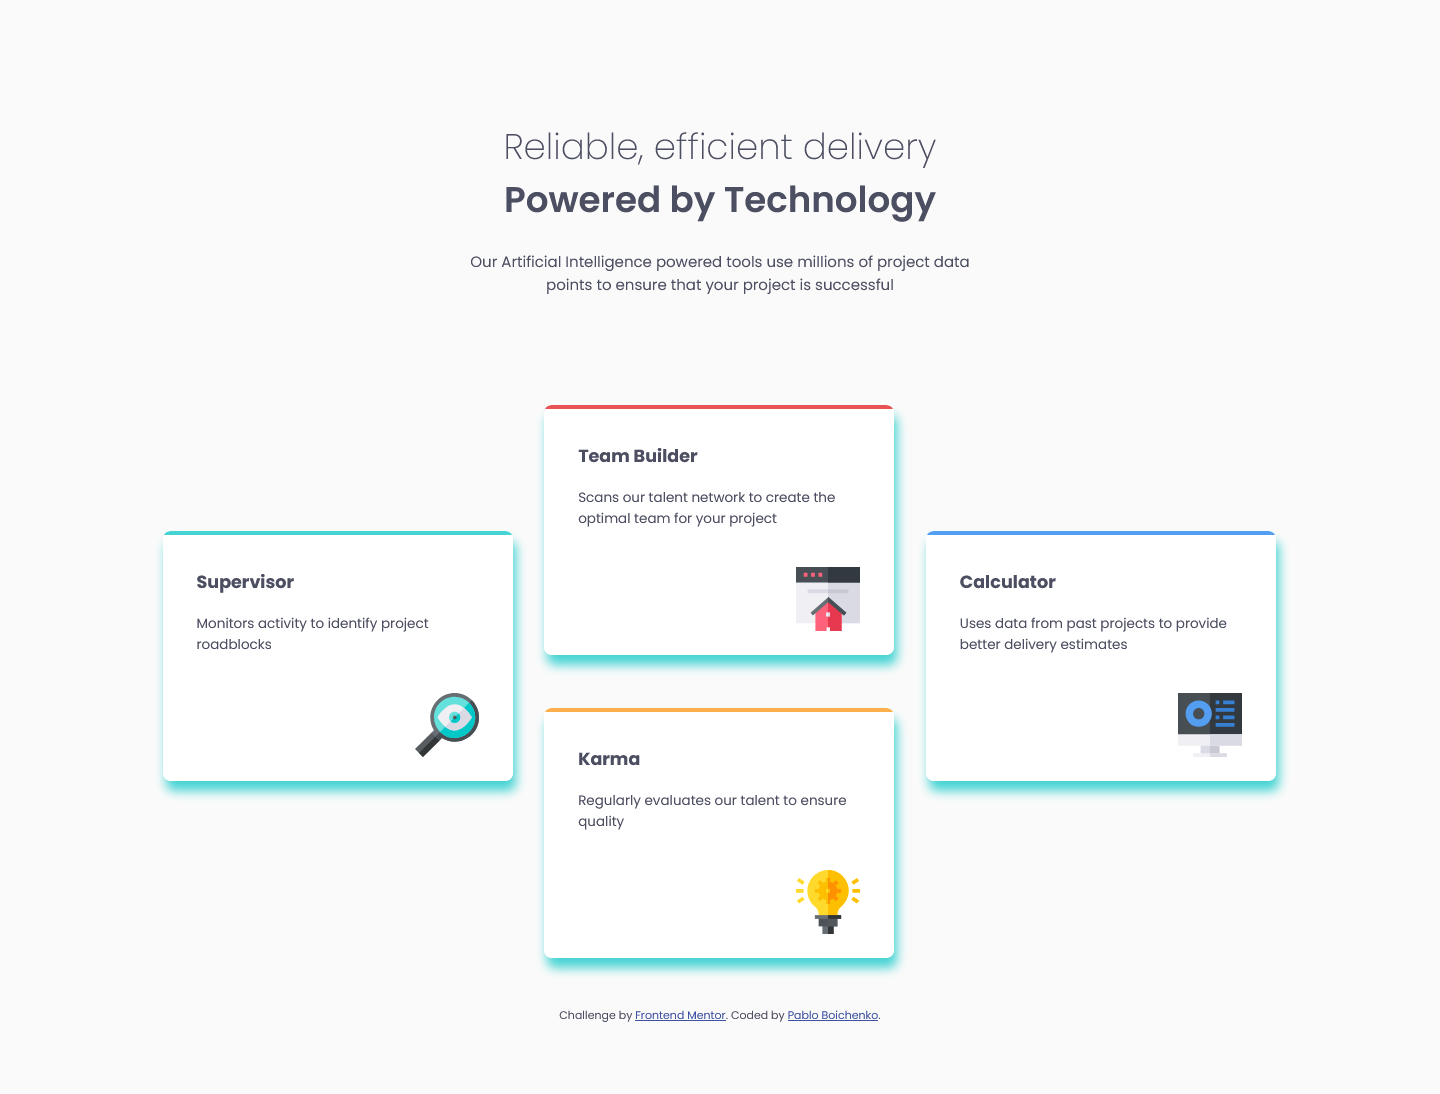 Reliable, efficient delivery
Powered by Technology
Our Artificial Intelligence powered tools use millions of project data
points to ensure that your project is successful
Supervisor
Monitors activity to identify project
roadblocks
Team Builder
Scans our talent network to create the
optimal team for your project
Karma
Regularly evaluates our talent to ensure
quality
Calculator
Uses data from past projects to provide
better delivery estimates
Challenge by Frontend Mentor. Coded by Pablo Boichenko.